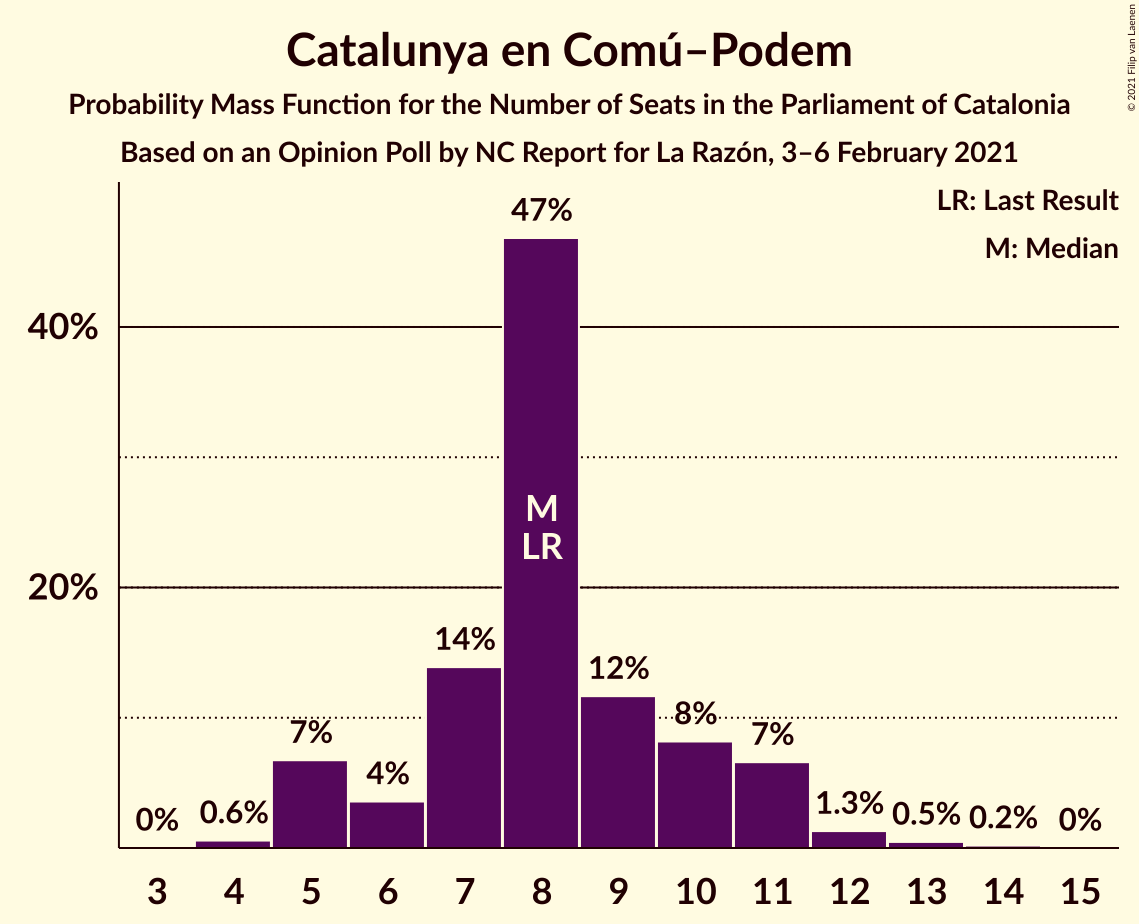 Catalunya en Comú–Podem
Probability Mass Function for the Number of Seats in the Parliament of Catalonia
Based on an Opinion Poll by NC Report for La Razón, 3–6 February 2021
© 2021 Filip van Laenen
LR: Last Result
M: Median
40%
20%
0%
0.6%
7%
4%
14%
47%
12%
8%
7%
1.3%
0.5%
0.2%
0%
M
LR
3 4 5 6 7 8 9 10 11 12 13 14 15